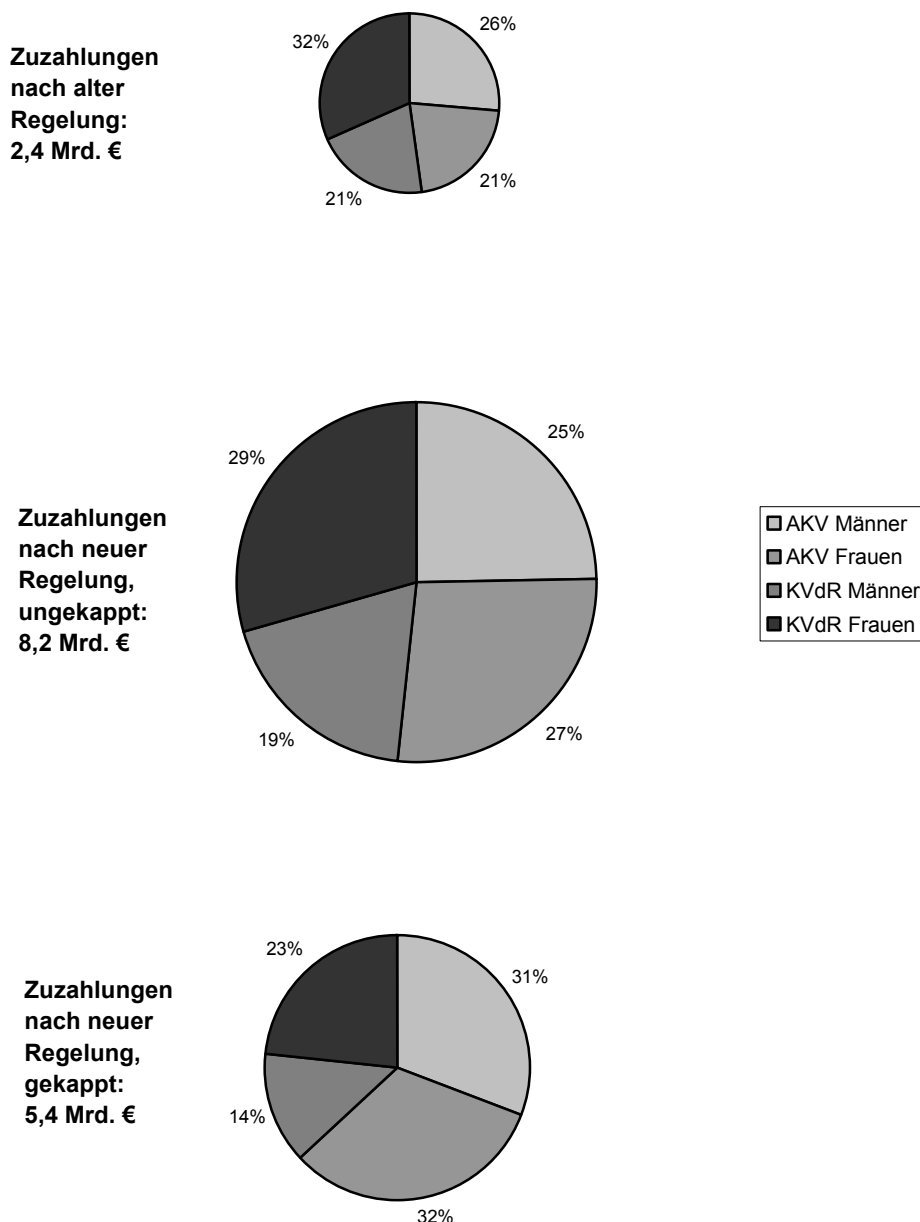 Zuzahlungen
nach alter
Regelung:
2,4 Mrd. €
32%
26%
21%
21%
Zuzahlungen
nach neuer
Regelung,
ungekappt:
8,2 Mrd. €
29%
25%
19%
27%
AKV Männer
AKV Frauen
KVdR Männer
KVdR Frauen
Zuzahlungen
nach neuer
Regelung,
gekappt:
5,4 Mrd. €
23%
31%
14%
32%